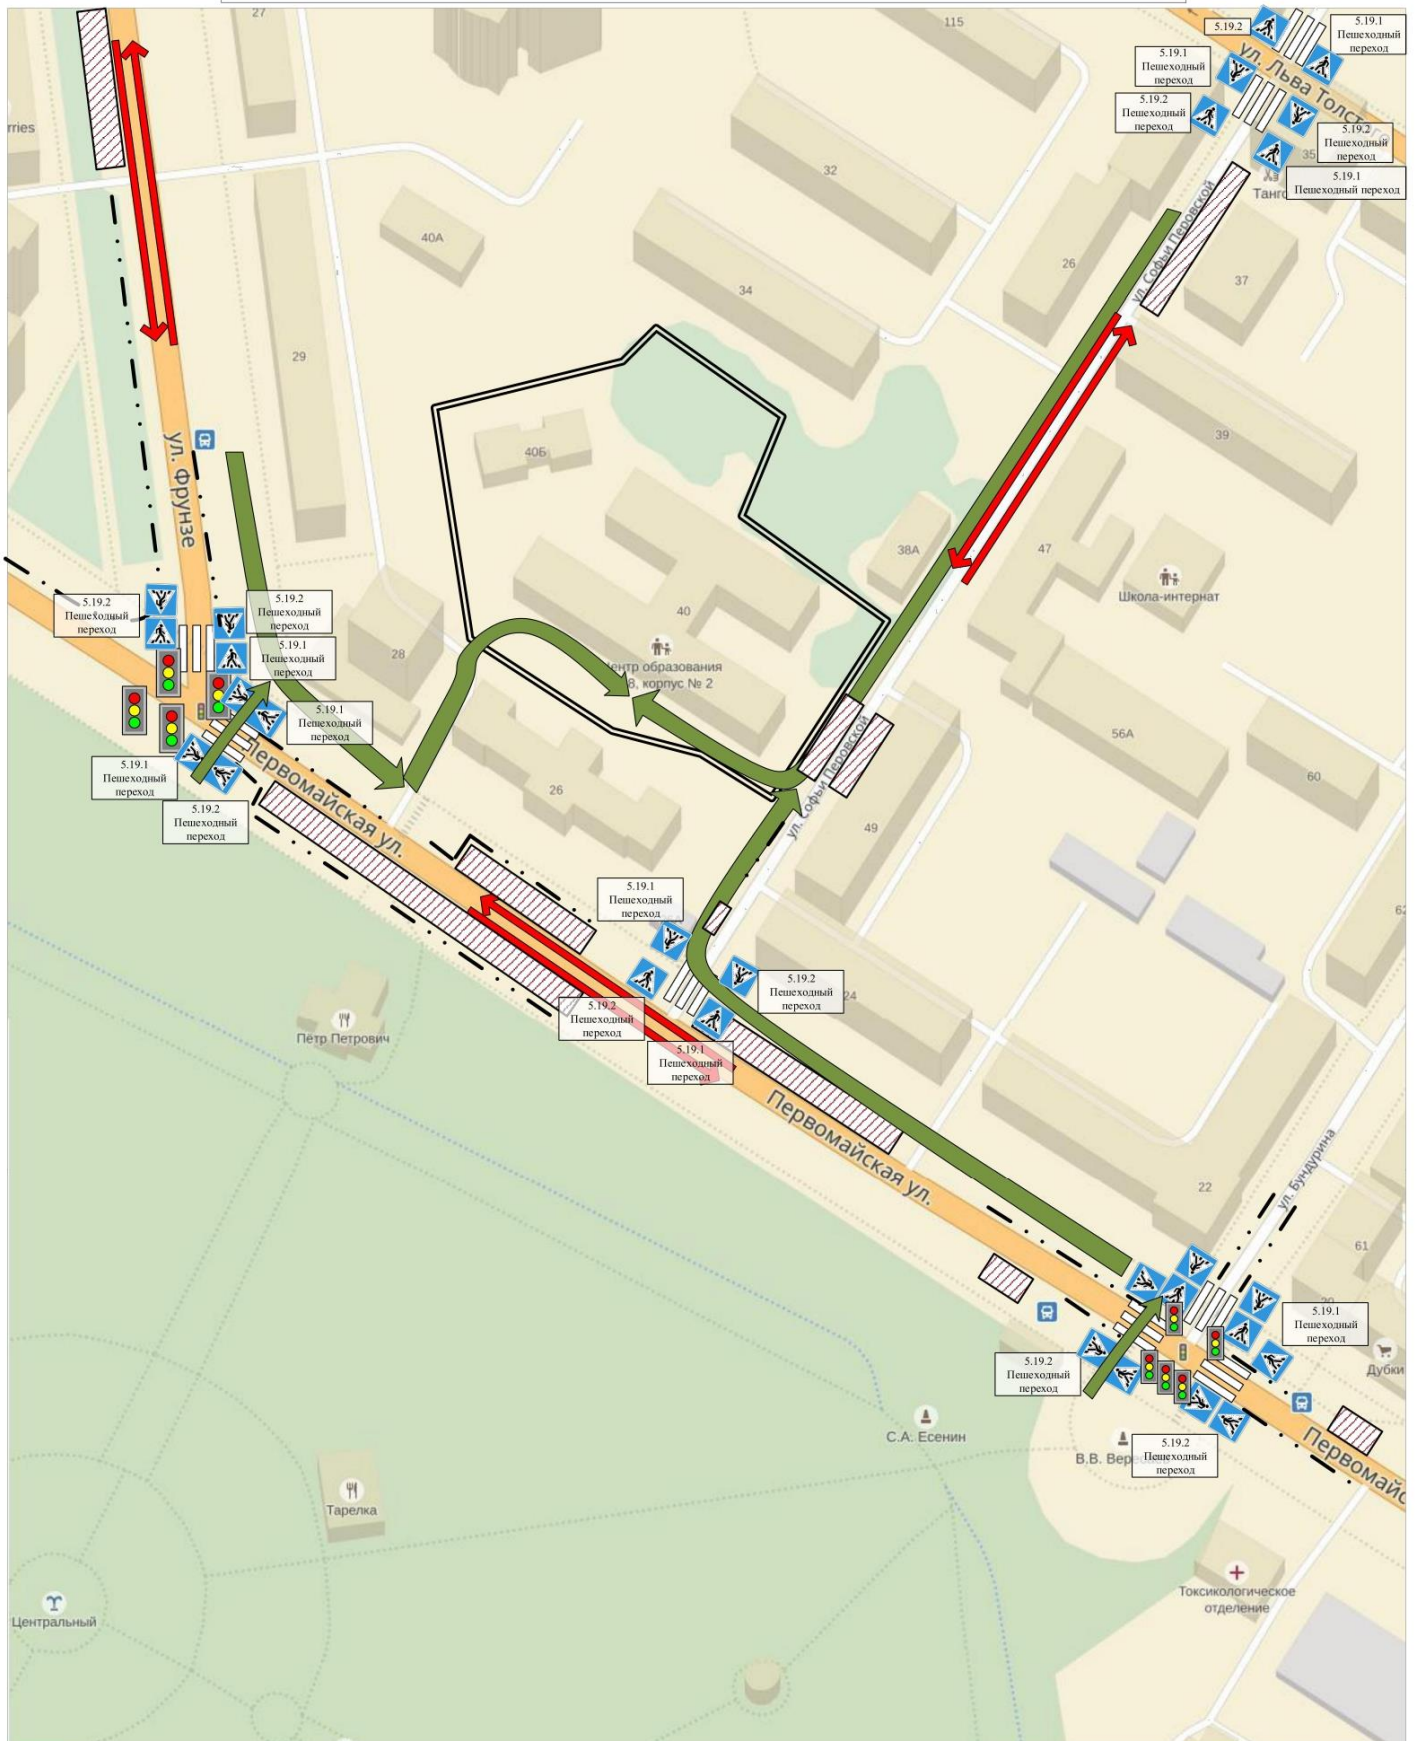 27
115
5.19.2
5.19.1
Пешеходный
переход
5.19.1
Пешеходный
переход
ул. Льва Толстого
5.19.2
Пешеходный
переход
5.19.2
Пешеходный
переход
35
5.19.1
Пешеходный переход
rries
32
40А
26
37
34
ул. Софьи Перовской
29
39
40Б
ул. Фрунзе
38А
47
Школа-интернат
5.19.2
Пешеходный
переход
5.19.2
Пешеходный
переход
40
5.19.1
Пешеходный
переход
28
ентр образования
8, корпус № 2
5.19.1
Пешеходный
переход
56А
60
5.19.1
Пешеходный
переход
Первомайская ул.
26
ул. Софьи Перовской
49
5.19.2
Пешеходный
переход
5.19.1
Пешеходный
переход
62
5.19.2
Пешеходный
переход
24
5.19.2
Пешеходный
переход
Пётр Петрович
5.19.1
Пешеходный
переход
Первомайская ул.
22
ул. Бундурина
61
5.19.1
Пешеходный
переход
5.19.2
Пешеходный
переход
Дубки
С.А. Есенин
В.В. Вере
5.19.2
Пешеходный
переход
Первомайс
Тарелка
Токсикологическое
отделение
Центральный